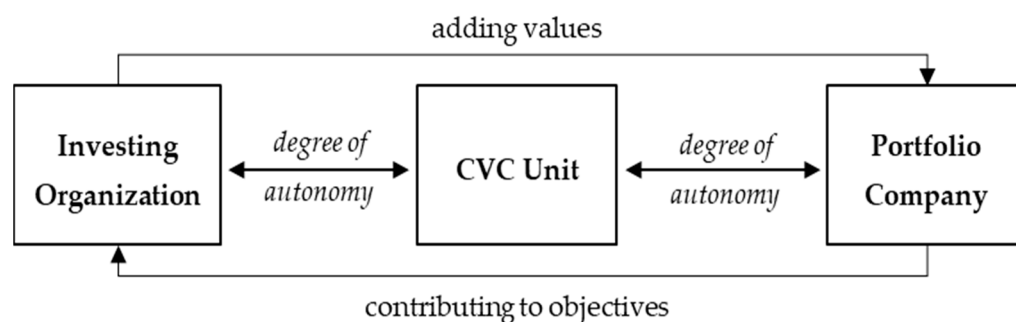 adding values
Investing
Organization
degree of
autonomy
CVC Unit
degree of
autonomy
Portfolio
Company
contributing to objectives